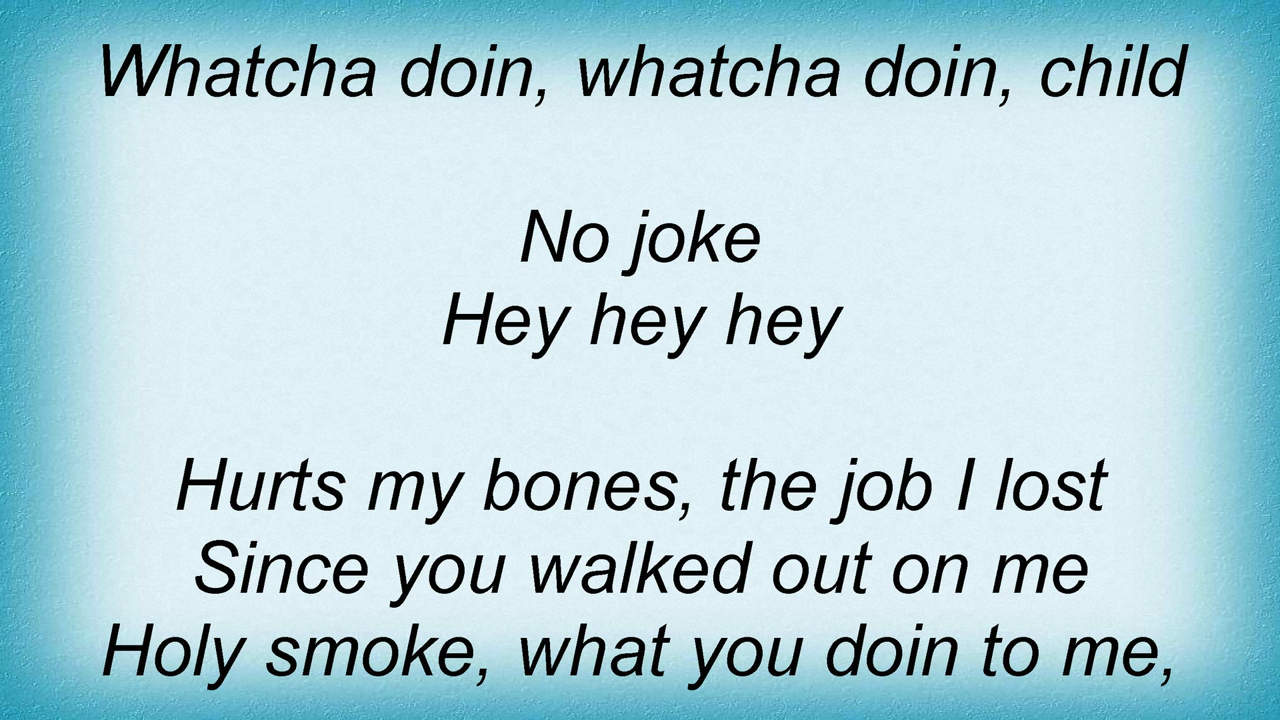 Whatcha doin, whatcha doin, child
No joke
Hey hey hey
Hurts my bones, the job I lost
Since you walked out on me
Holy smoke, what you doin to me,